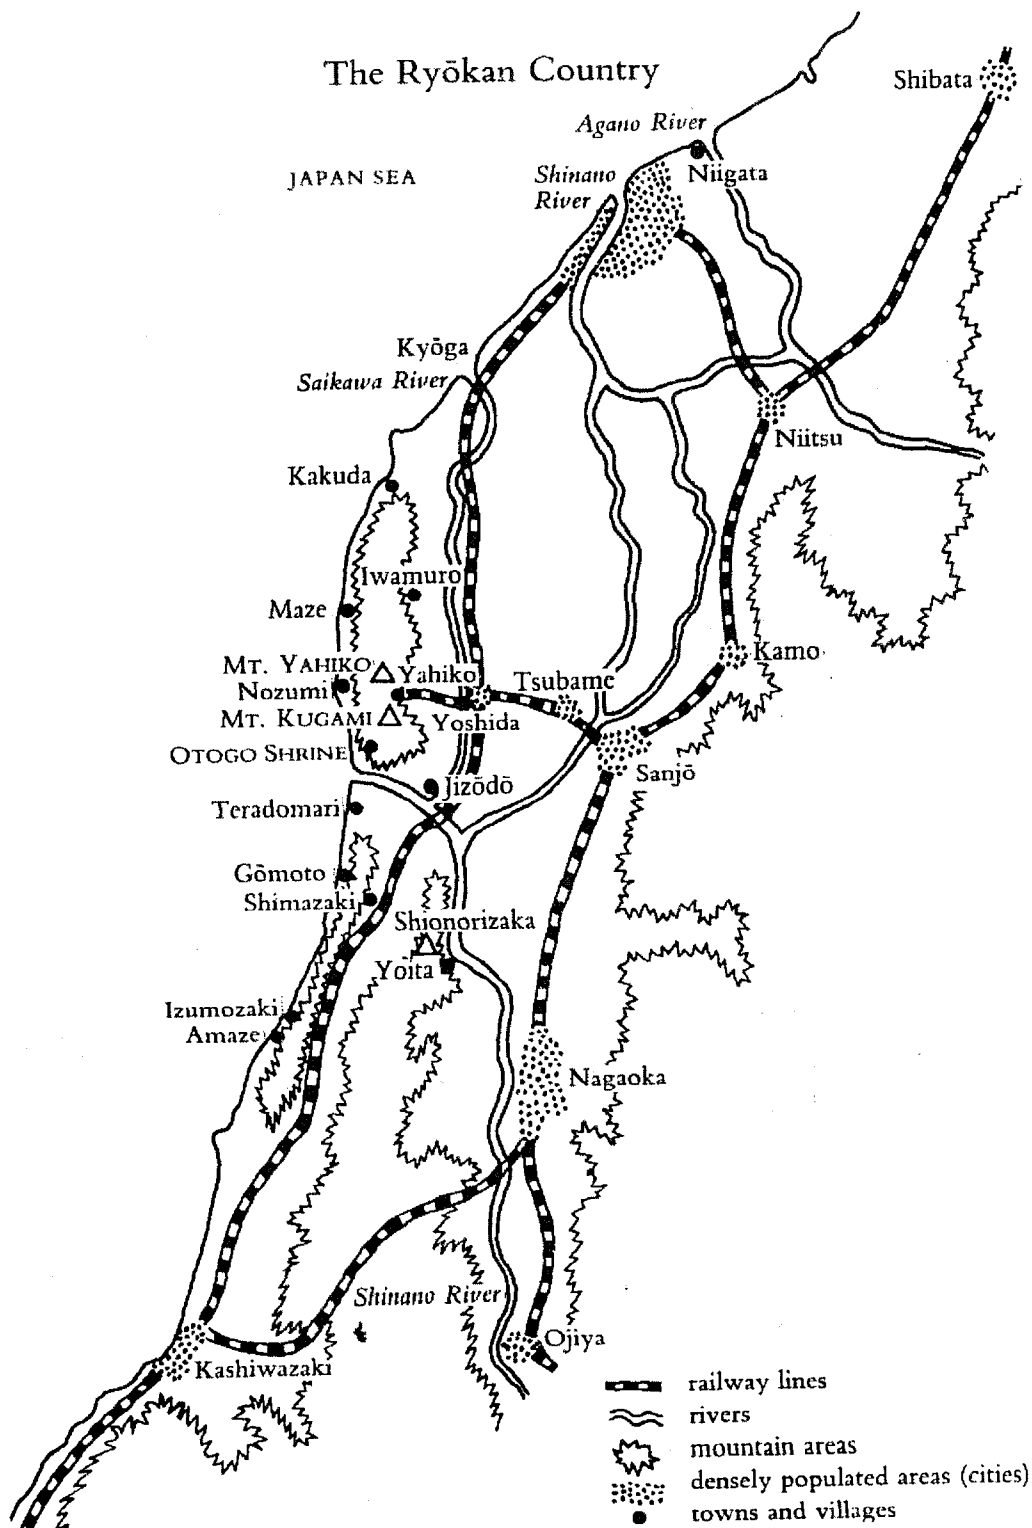 The Ryōkan Country
Shibata
Agano River
JAPAN SEA
Shinano
River
Niigata
Kyōga
Saikawa River
Niitsu
Kakuda
Iwamuro
Maze
Kamo
MT. YAHIKO
Yahiko
Nozumi
Tsubame
MT. KUGAMI
Yoshida
OTOGO SHRINE
Sanjō
Jizōdō
Teradomari
Gōmoto
Shimazaki
Shionorizaka
Yoita
Izumozaki
Amaze
Nagaoka
Shinano River
Ojiya
Kashiwazaki
railway lines
rivers
mountain areas
densely populated areas (cities)
towns and villages